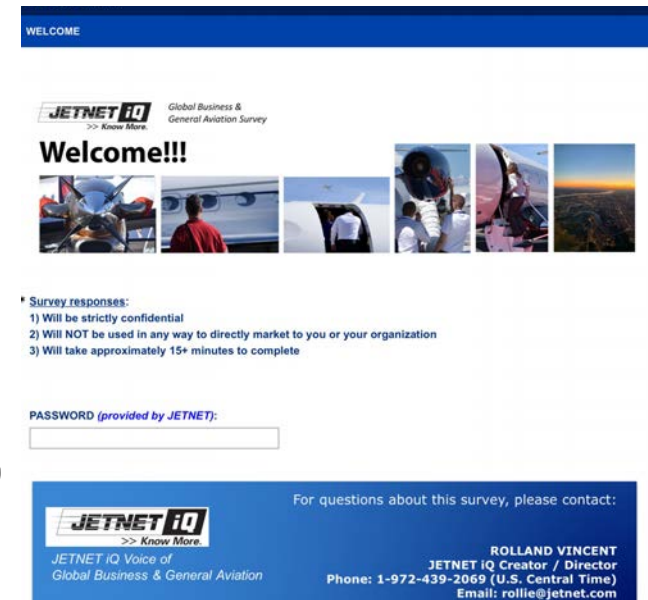 WELCOME
JETNET iQ
>> Know More.
Global Business &
General Aviation Survey
Welcome!!!
* Survey responses:
1) Will be strictly confidential
2) Will NOT be used in any way to directly market to you or your organization
3) Will take approximately 15+ minutes to complete
PASSWORD (provided by JETNET):
For questions about this survey, please contact:
JETNET iQ
>> Know More.
JETNET iQ Voice of
Global Business & General Aviation
ROLLAND VINCENT
JETNET iQ Creator / Director
Phone: 1-972-439-2069 (U.S. Central Time)
Email: rollie@jetnet.com
)